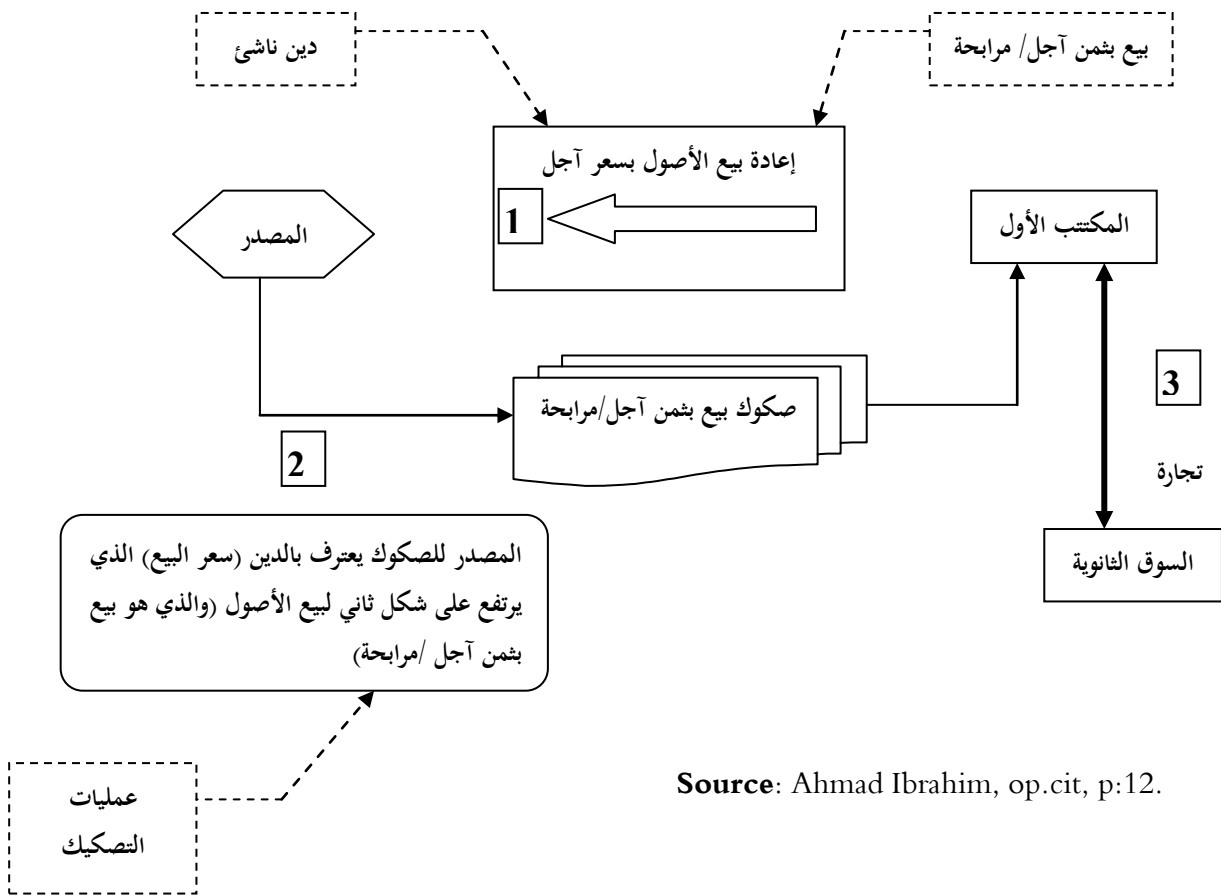 بيع بثمن آجل/ مرابحة
دين ناشئ
إعادة بيع الأصول بسعر آجل
1
المكتتب الأول
المصدر
صكوك بيع بثمن آجل/مرابحة
3
2
تجارة
السوق الثانوية
المصدر للصكوك يعترف بالدين (سعر البيع) الذي
يرتفع على شكل ثاني لبيع الأصول (والذي هو بيع
بثمن آجل /مرابحة)
عمليات
التصكيك
Source: Ahmad Ibrahim, op.cit, p:12.